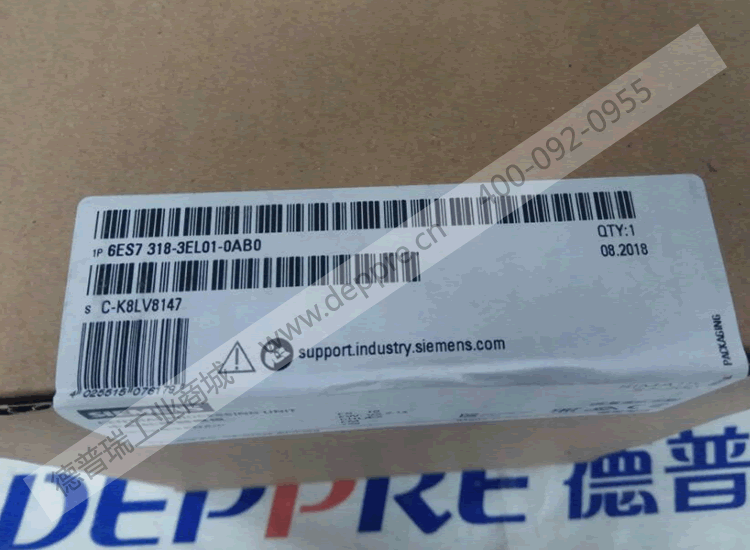 400-092-0955
www.deppre.cn
德普瑞工业商城
1P 6ES7 318-3EL01-0AB0
QTY:1
08.2018
S C-K8LV8147
support.industry.siemens.com
PACKAGING
DEPPRE 德普